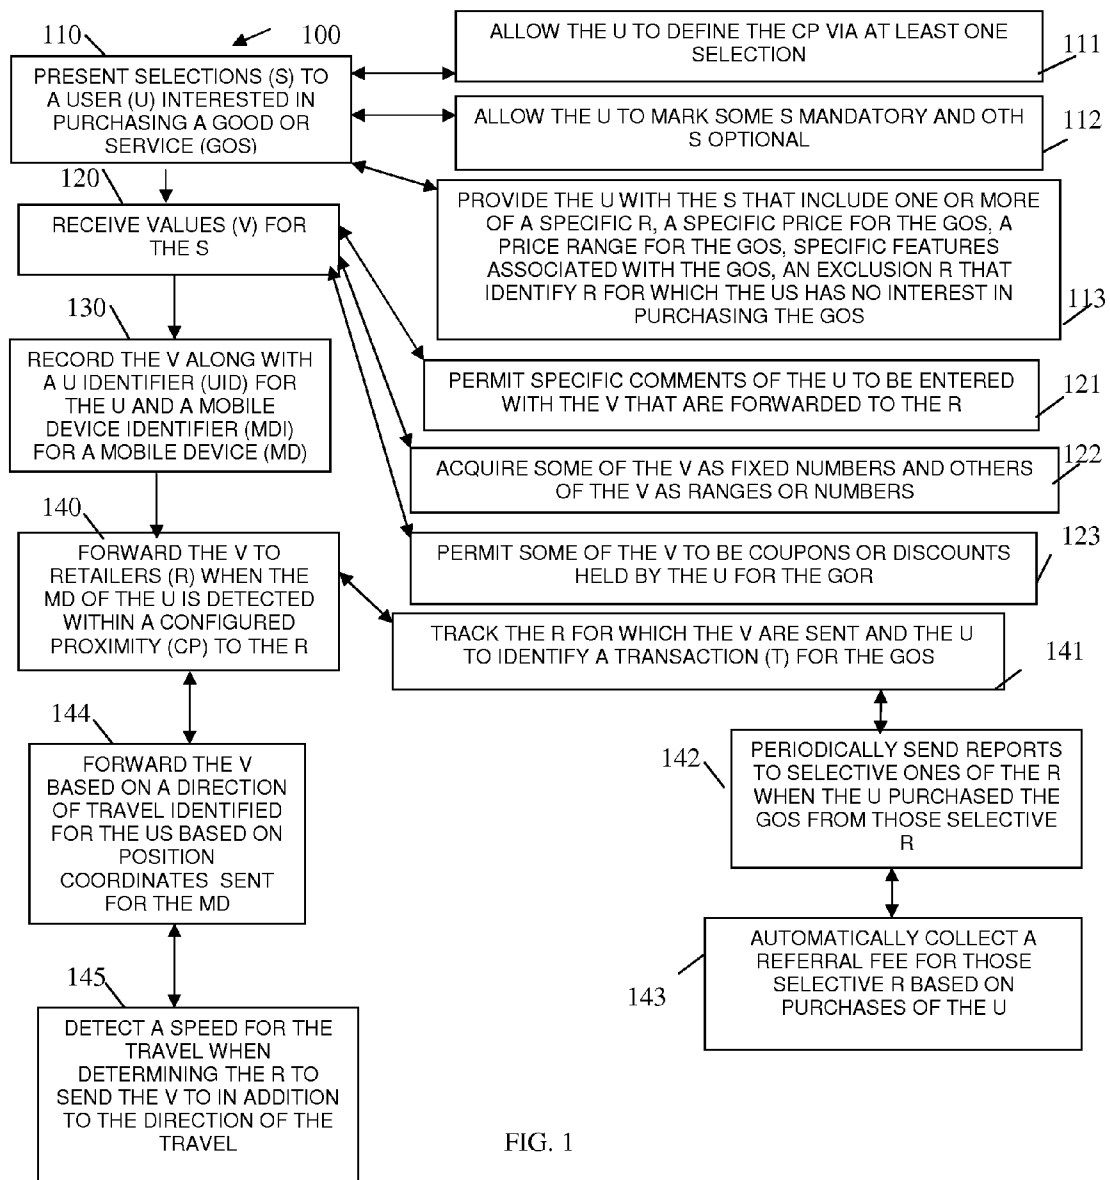 110
100
PRESENT SELECTIONS (S) TO
A USER (U) INTERESTED IN
PURCHASING A GOOD OR
SERVICE (GOS)
ALLOW THE U TO DEFINE THE CP VIA AT LEAST ONE
SELECTION
111
ALLOW THE U TO MARK SOME S MANDATORY AND OTH
S OPTIONAL
112
PROVIDE THE U WITH THE S THAT INCLUDE ONE OR MORE
OF A SPECIFIC R, A SPECIFIC PRICE FOR THE GOS, A
PRICE RANGE FOR THE GOS, SPECIFIC FEATURES
ASSOCIATED WITH THE GOS, AN EXCLUSION R THAT
IDENTIFY R FOR WHICH THE US HAS NO INTEREST IN
PURCHASING THE GOS
113
120
RECEIVE VALUES (V) FOR
THE S
PERMIT SPECIFIC COMMENTS OF THE U TO BE ENTERED
WITH THE V THAT ARE FORWARDED TO THE R
121
ACQUIRE SOME OF THE V AS FIXED NUMBERS AND OTHERS
OF THE V AS RANGES OR NUMBERS
122
PERMIT SOME OF THE V TO BE COUPONS OR DISCOUNTS
HELD BY THE U FOR THE GOR
123
130
RECORD THE V ALONG WITH
A U IDENTIFIER (UID) FOR
THE U AND A MOBILE
DEVICE IDENTIFIER (MDI)
FOR A MOBILE DEVICE (MD)
140
FORWARD THE V TO
RETAILERS (R) WHEN THE
MD OF THE U IS DETECTED
WITHIN A CONFIGURED
PROXIMITY (CP) TO THE R
TRACK THE R FOR WHICH THE V ARE SENT AND THE U
TO IDENTIFY A TRANSACTION (T) FOR THE GOS
141
142
PERIODICALLY SEND REPORTS
TO SELECTIVE ONES OF THE R
WHEN THE U PURCHASED THE
GOS FROM THOSE SELECTIVE
R
143
AUTOMATICALLY COLLECT A
REFERRAL FEE FOR THOSE
SELECTIVE R BASED ON
PURCHASES OF THE U
144
FORWARD THE V
BASED ON A DIRECTION
OF TRAVEL IDENTIFIED
FOR THE US BASED ON
POSITION
COORDINATES SENT
FOR THE MD
145
DETECT A SPEED FOR THE
TRAVEL WHEN
DETERMINING THE R TO
SEND THE V TO IN ADDITION
TO THE DIRECTION OF THE
TRAVEL
FIG. 1